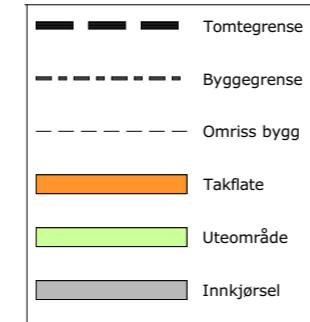 Tomtegrense
Byggegrense
Omriss bygg
Takflate
Uteområde
Innkjørsel